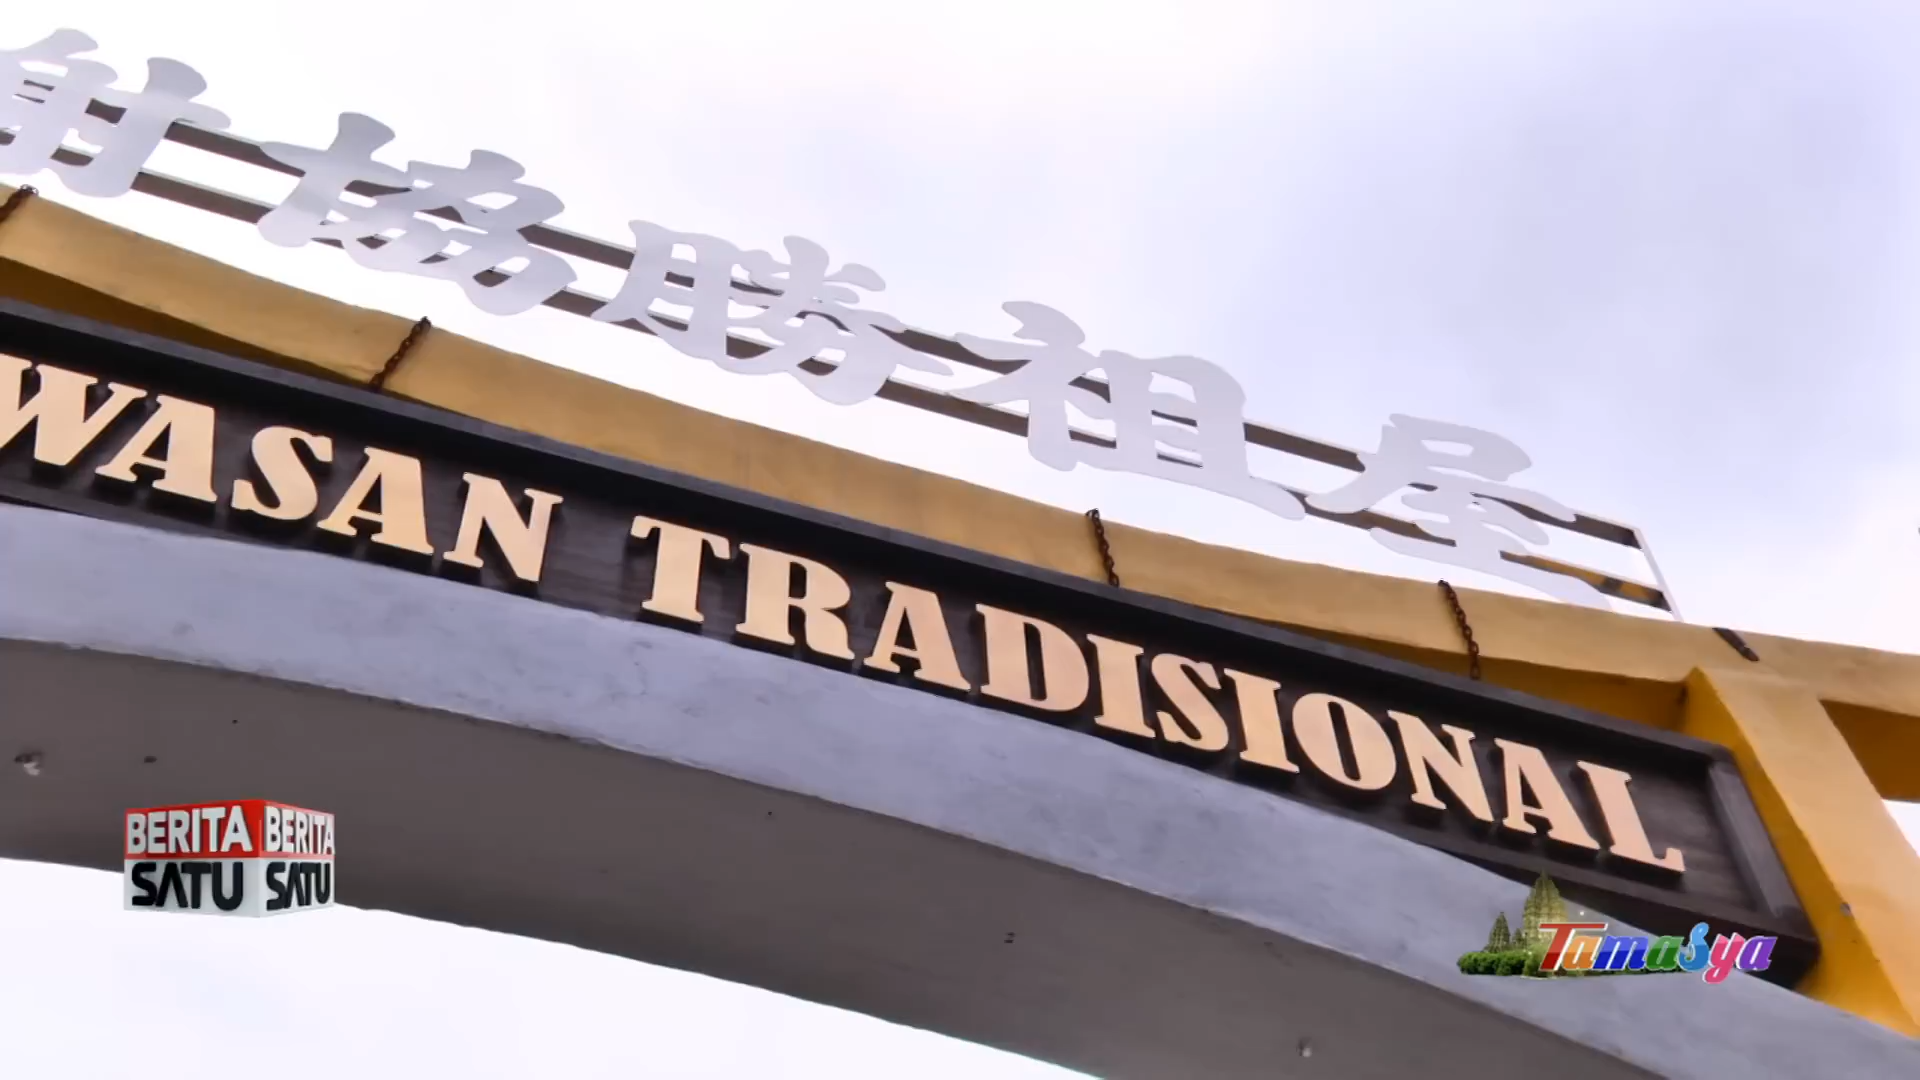 協勝祖屋
WASAN TRADISIONAL
BERITA BERITA
SATU SATU
Tamasya